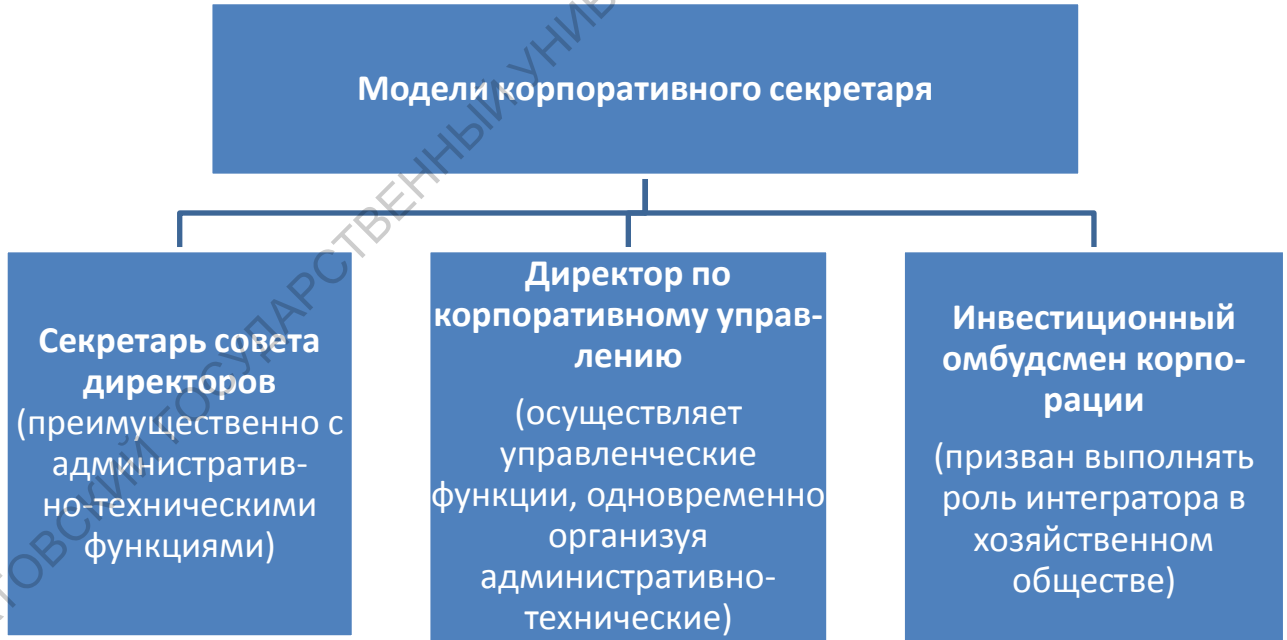 Модели корпоративного секретаря
Секретарь совета
директоров
(преимущественно с
административ-
но-техническими
функциями)
Директор по
корпоративному управ-
лению
(осуществляет
управленческие
функции, одновременно
организуя
административно-
технические)
Инвестиционный
омбудсмен корпо-
рации
(призван выполнять
роль интегратора в
хозяйственном
обществе)
ГОСУДАРСТВЕННЫЙ